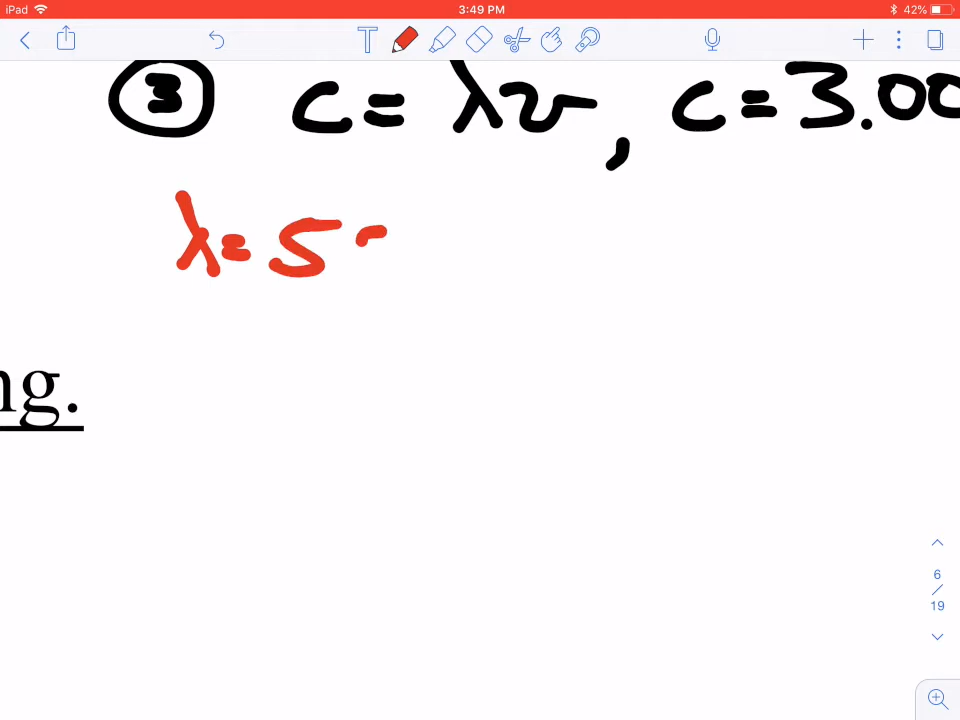 iPad 3:49 PM 42%
③ c = λν, c = 3.00
λ = 5
ng.
6
/
19